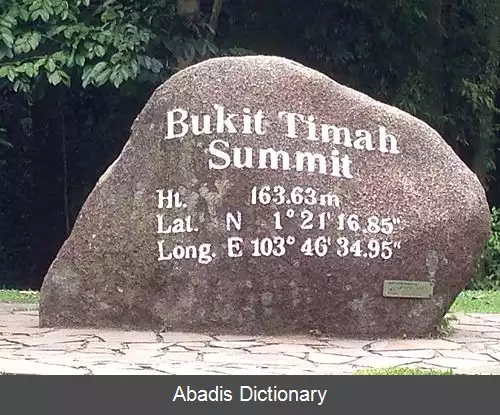 Bukit Timah
Summit
Ht. 163.63m
Lat. N 1°21'16.85"
Long. E 103°46'34.95"
Abadis Dictionary